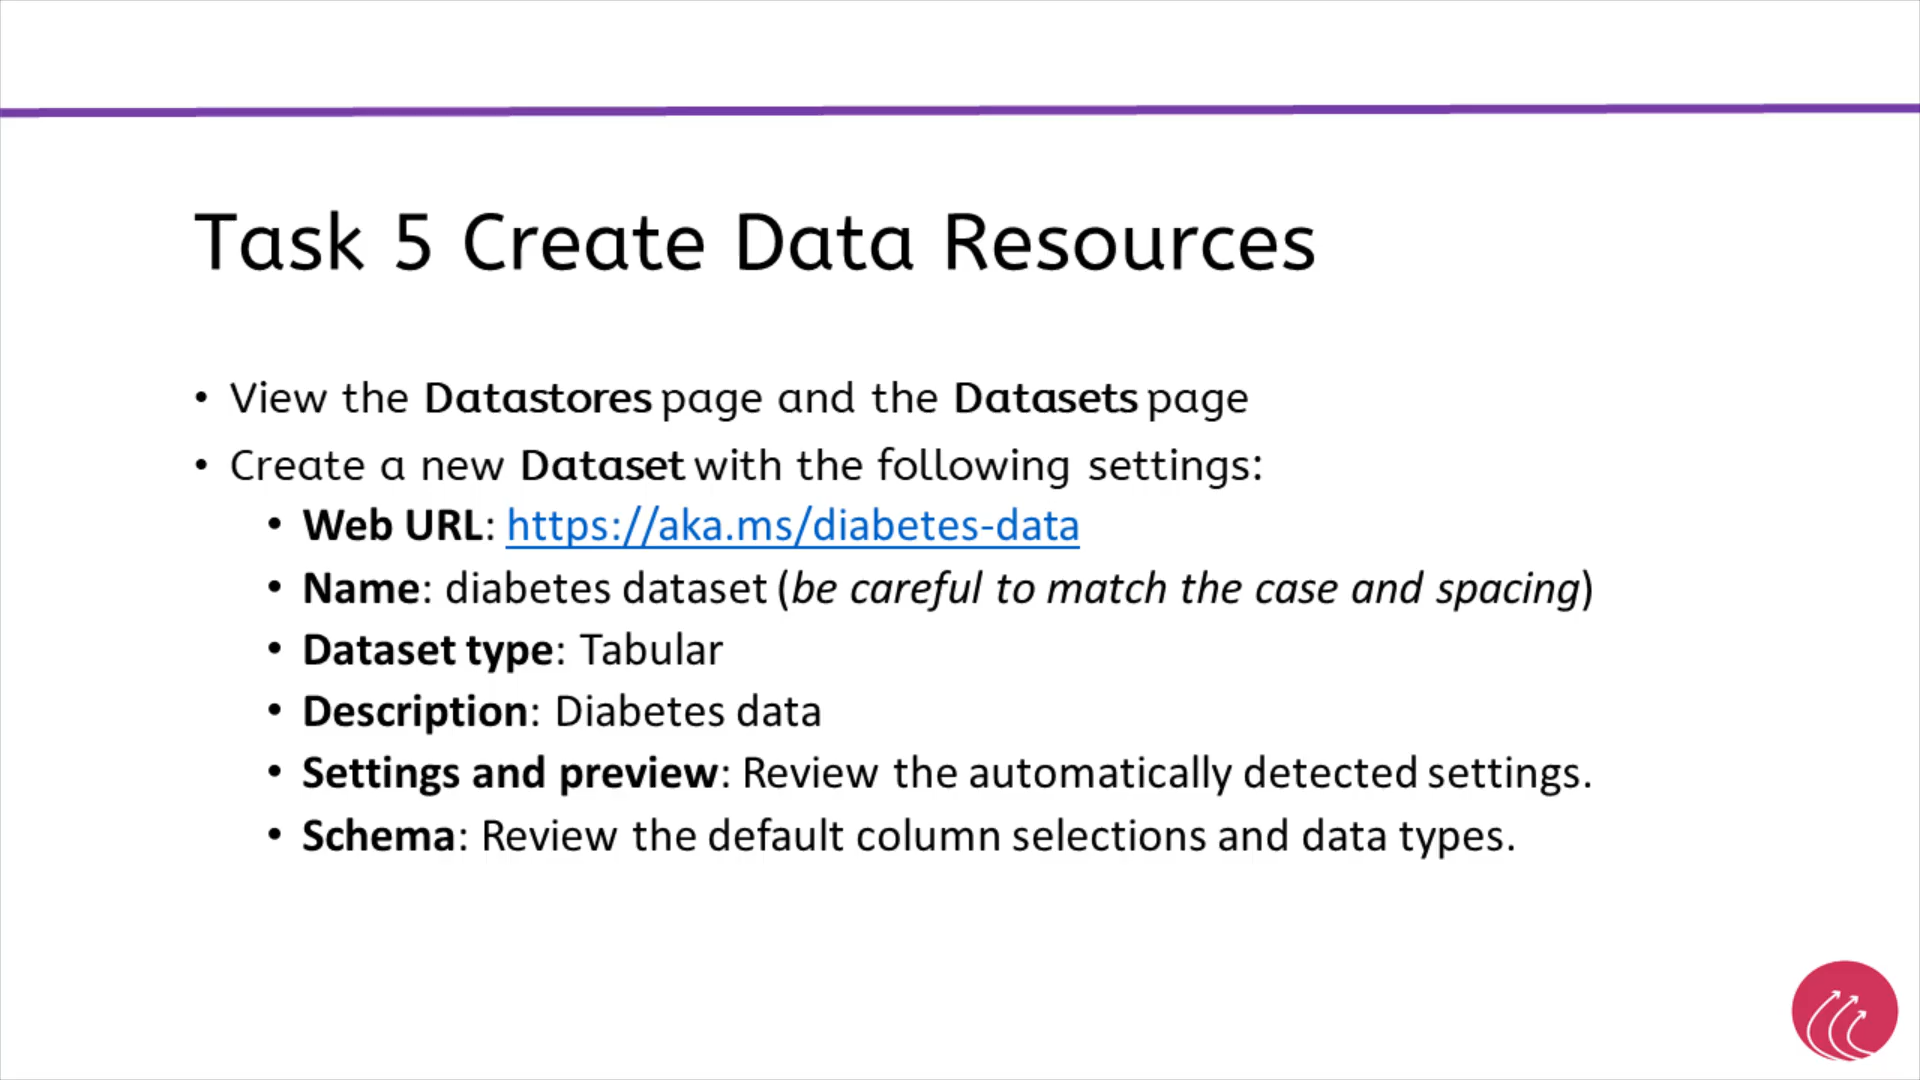 Task 5 Create Data Resources
• View the Datastores page and the Datasets page
• Create a new Dataset with the following settings:
• Web URL: https://aka.ms/diabetes-data
• Name: diabetes dataset (be careful to match the case and spacing)
• Dataset type: Tabular
• Description: Diabetes data
• Settings and preview: Review the automatically detected settings.
• Schema: Review the default column selections and data types.